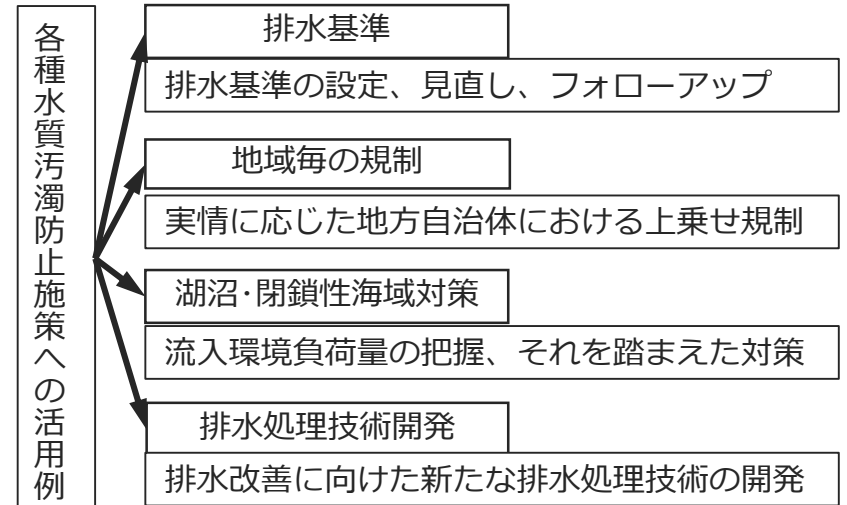 各種水質汚濁防止施策への活用例
排水基準
排水基準の設定、見直し、フォローアップ
地域毎の規制
実情に応じた地方自治体における上乗せ規制
湖沼･閉鎖性海域対策
流入環境負荷量の把握、それを踏まえた対策
排水処理技術開発
排水改善に向けた新たな排水処理技術の開発